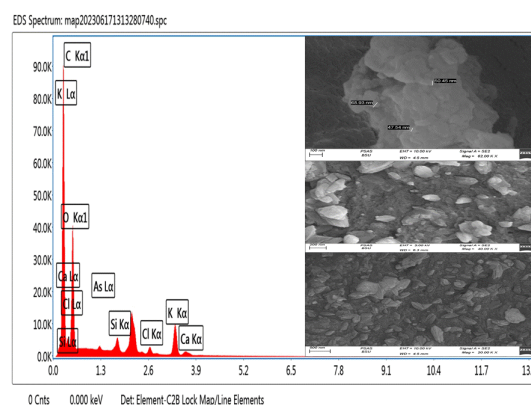 EDS Spectrum: map20230617131328​0740.spc
C Kα1
90.0K
K Lα
80.0K
70.0K
60.0K
50.0K
O Kα1
40.0K
30.0K
Ca Lα
As Lα
20.0K
Cl Lα
K Kα
Si Kα
10.0K
Cl Kα
Ca Kα
Si Lα
0.0K
0.0 1.3 2.6 3.9 5.2 6.5 7.8 9.1 10.4 11.7 13.
0 Cnts 0.000 keV Det: Element-C2B Lock Map/Line Elements